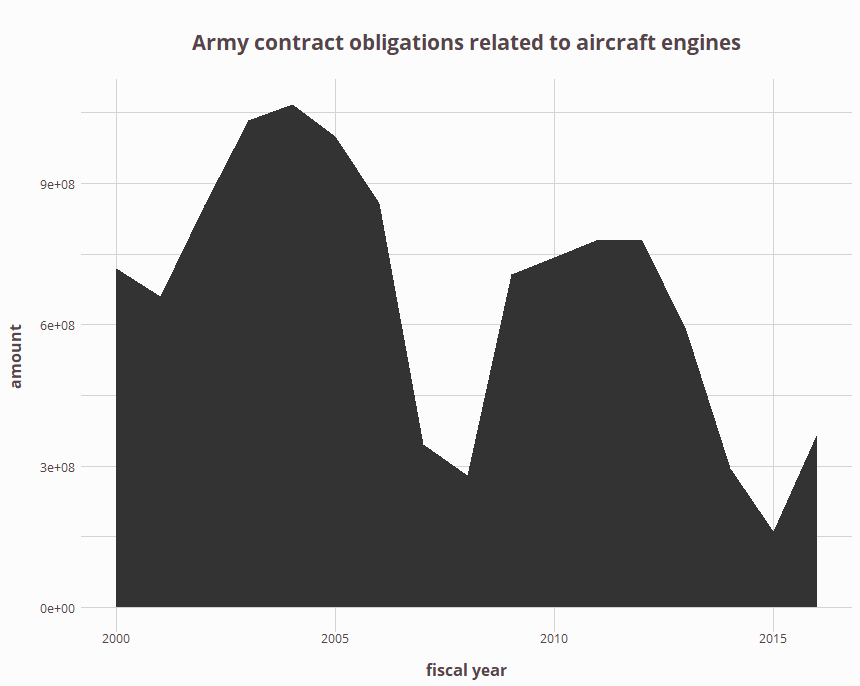 Army contract obligations related to aircraft engines
9e+08
6e+08
3e+08
0e+00
amount
2000 2005 2010 2015
fiscal year